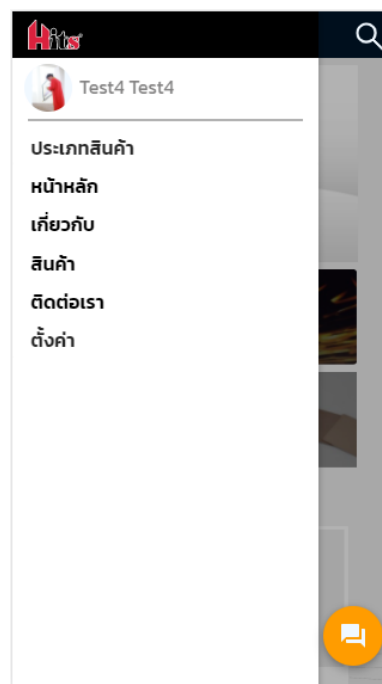 Hits
Test4 Test4
ประเภทสินค้า
หน้าหลัก
เกี่ยวกับ
สินค้า
ติดต่อเรา
ตั้งค่า